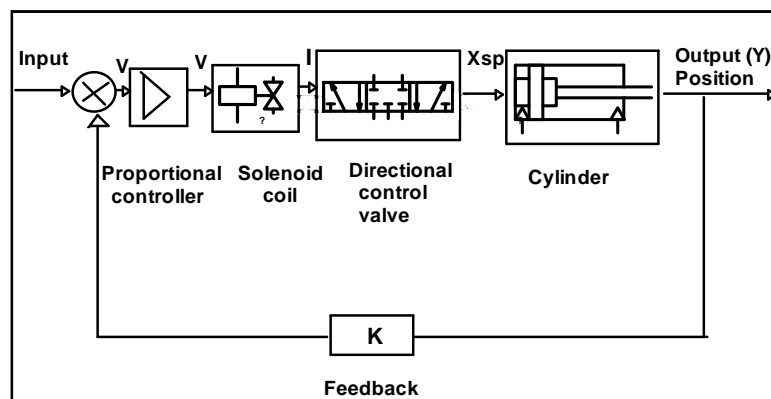 Input
V
V
I
Xsp
Output (Y)
Position
?
Proportional
controller
Solenoid
coil
Directional
control
valve
Cylinder
K
Feedback